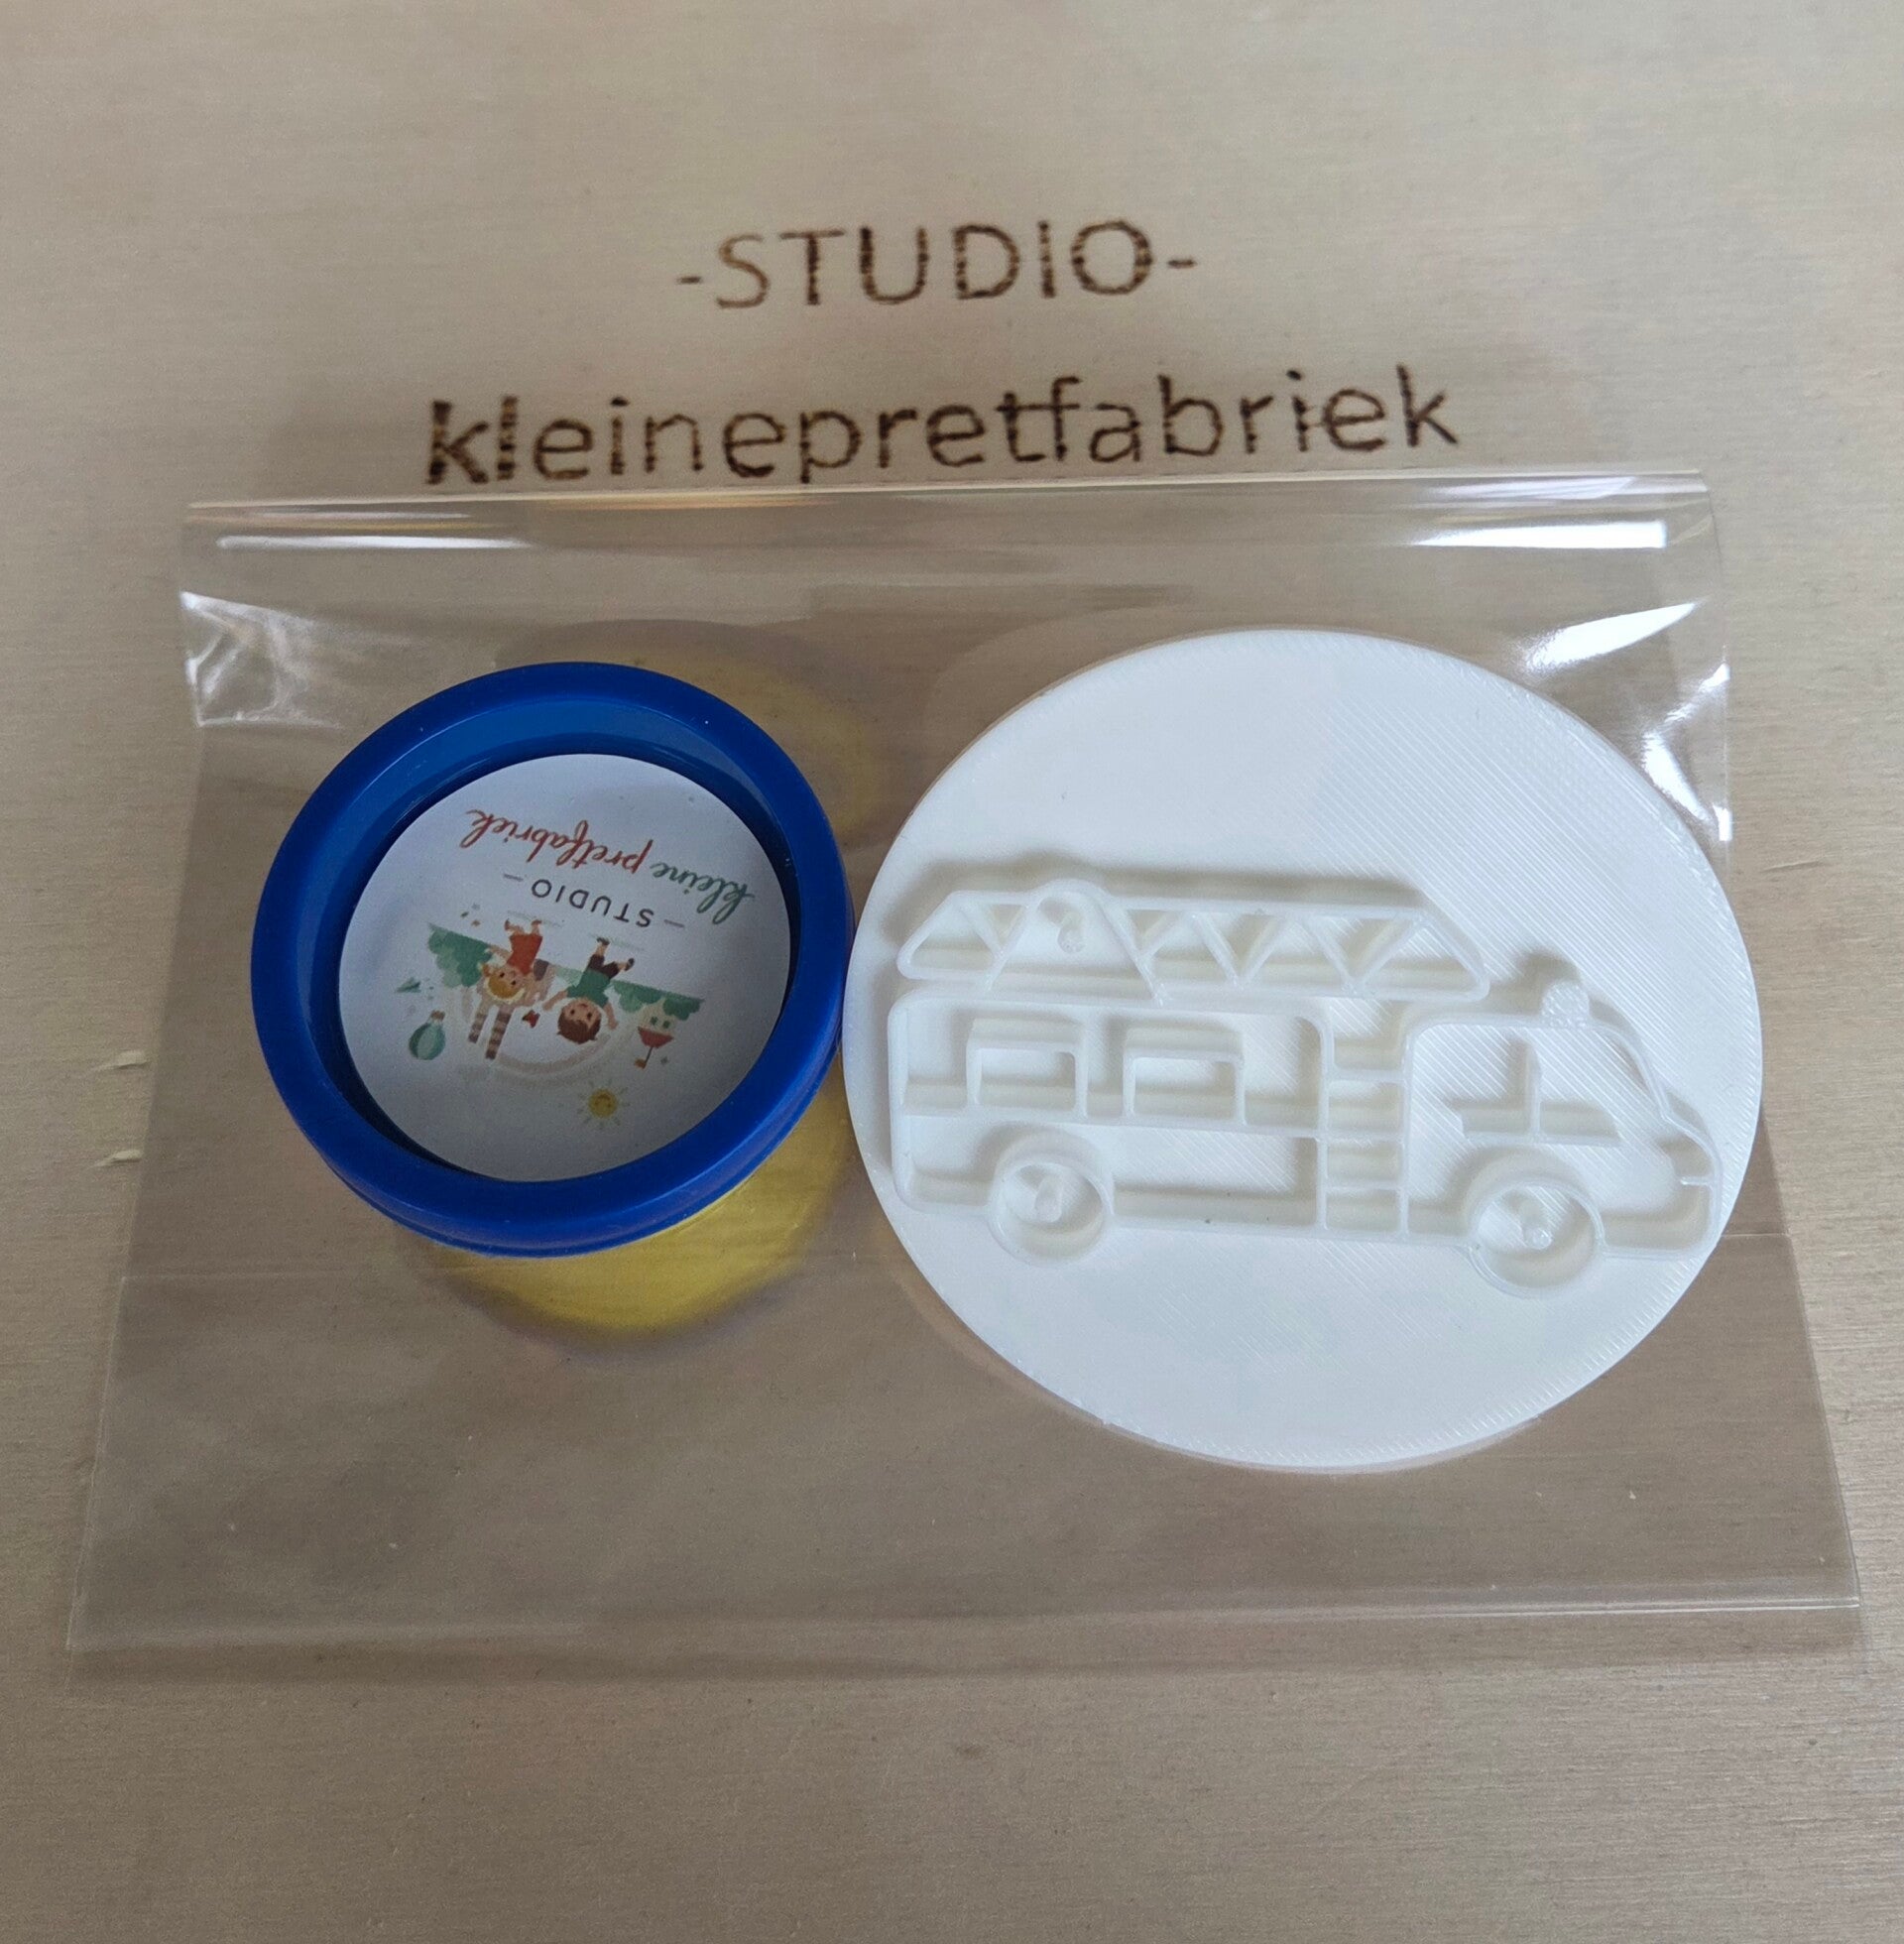 -STUDIO-
kleinepretfabriek
— STUDIO —
kleine pretfabriek